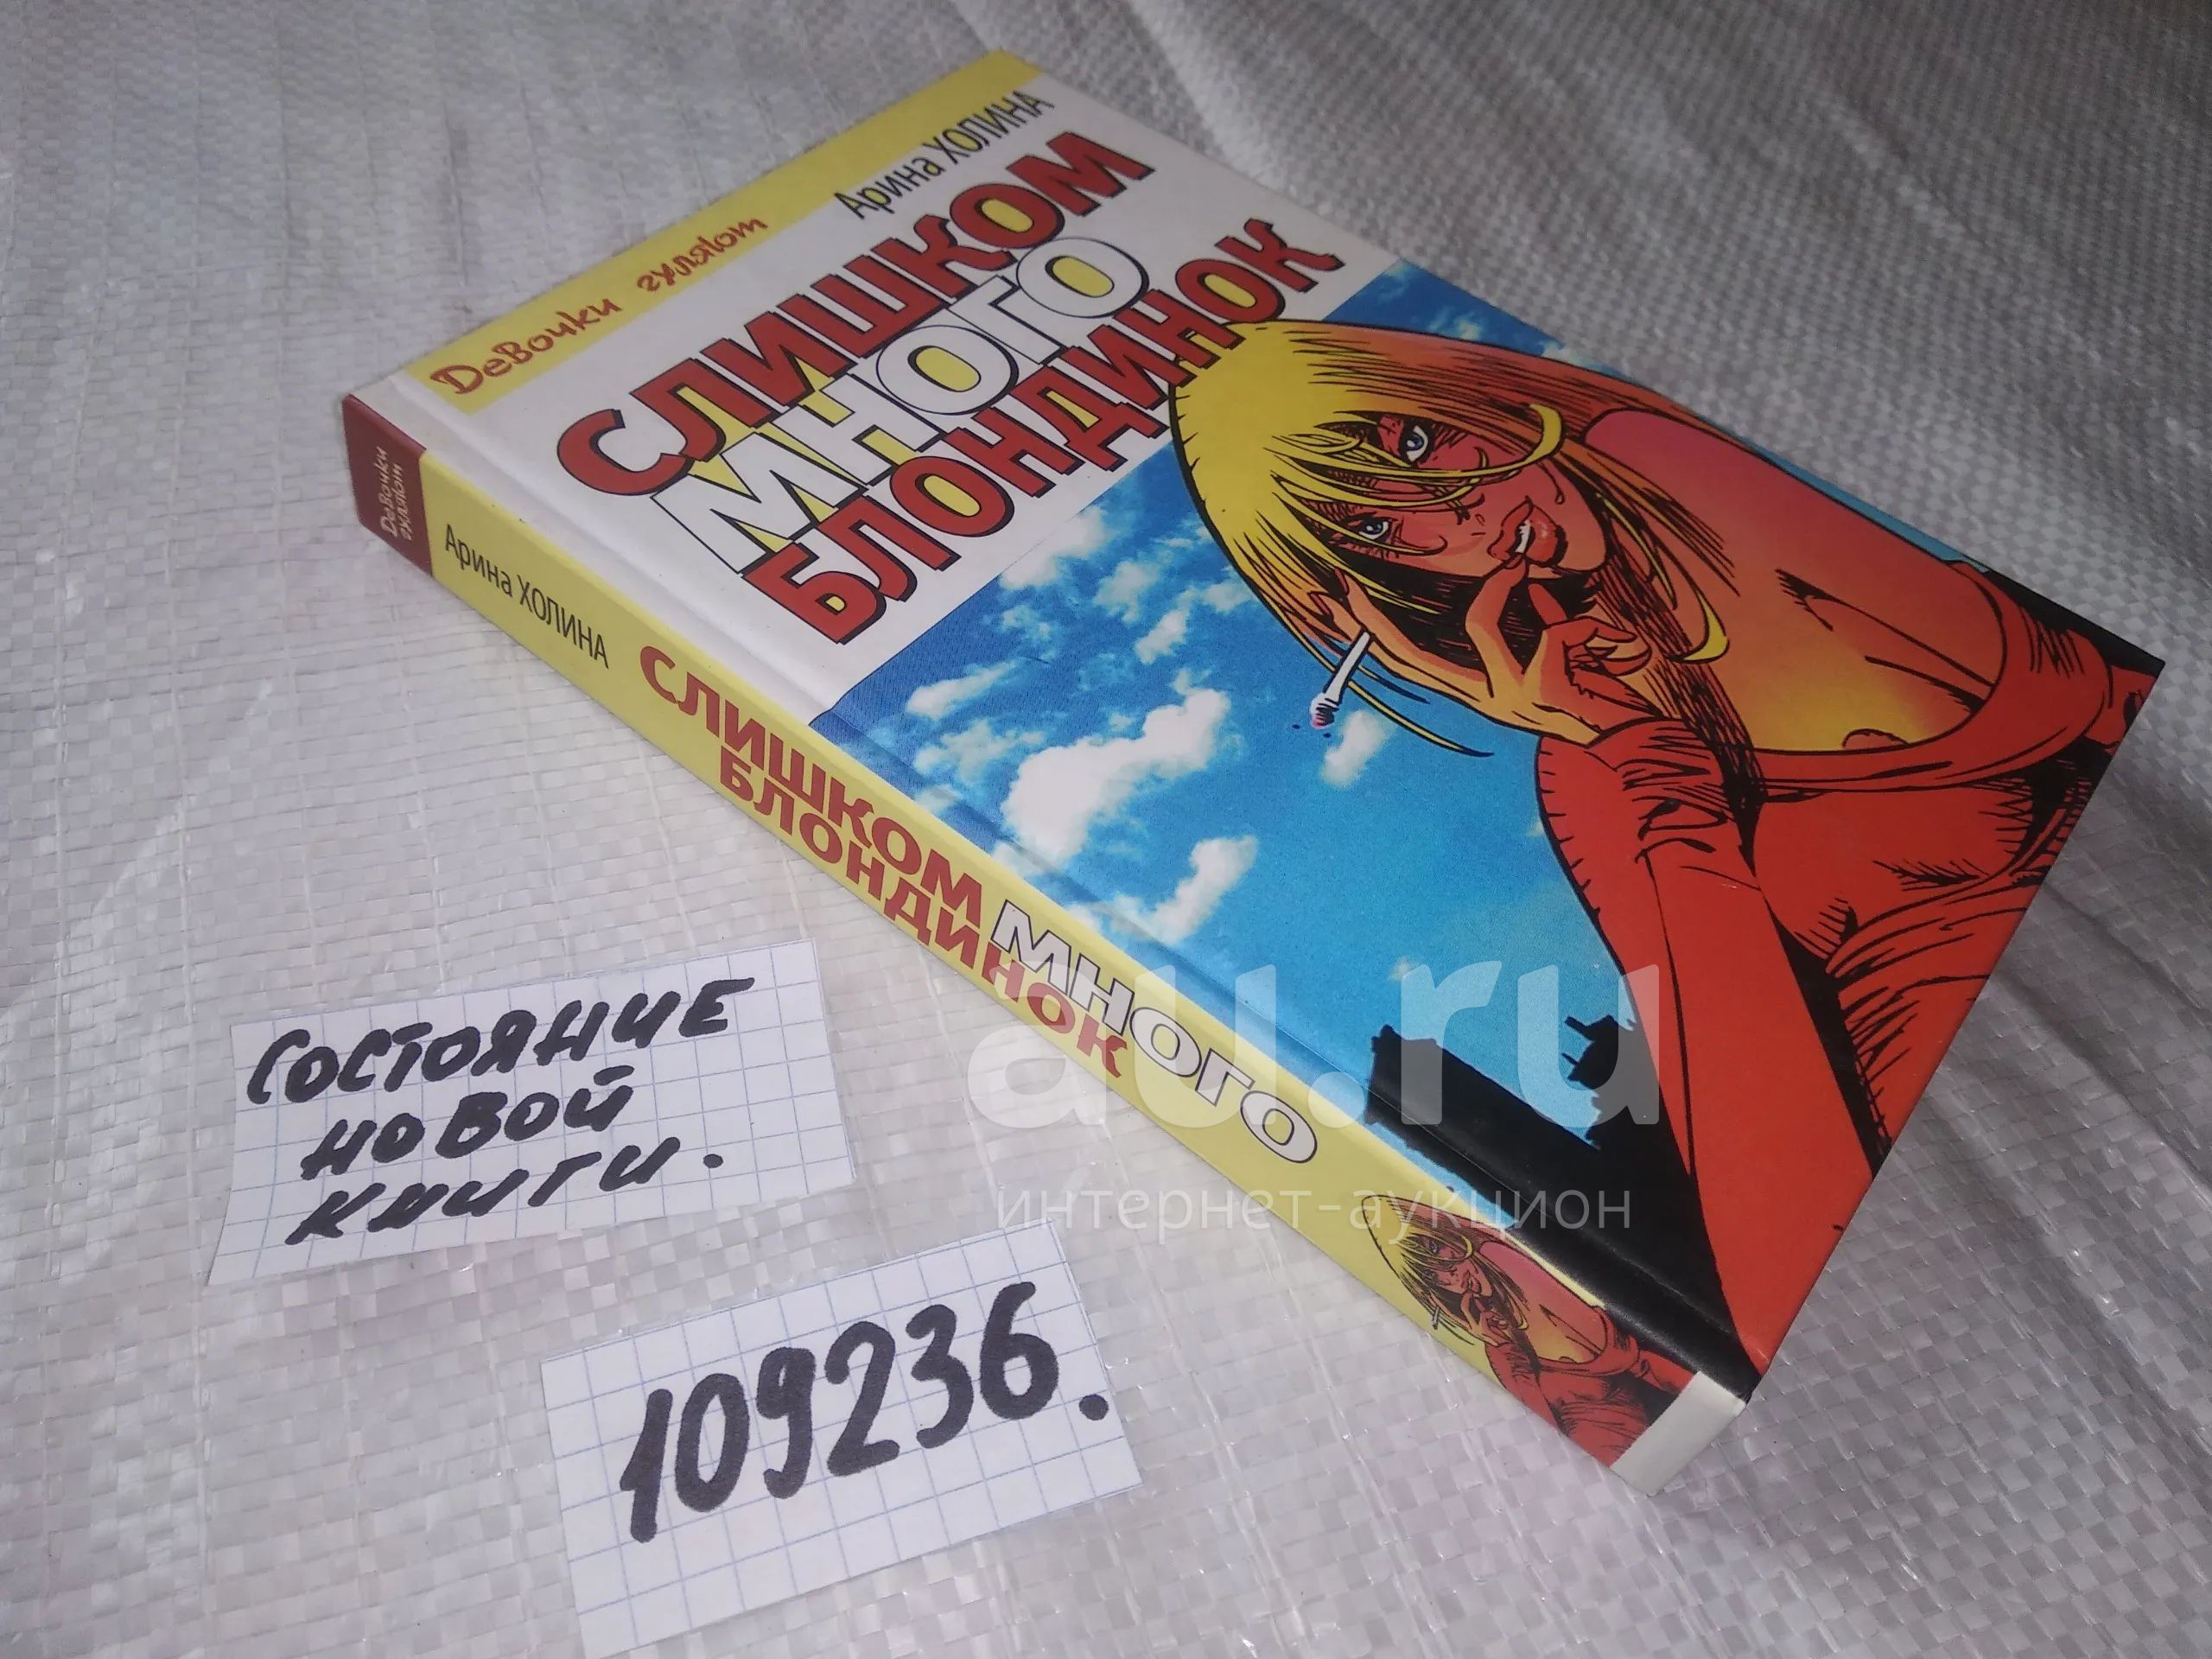 Девочки гуляют
Арина ХОЛИНА
СЛИШКОМ
МНОГО
БЛОНДИНОК
Девочки
гуляют
Арина ХОЛИНА
СЛИШКОМ МНОГО
БЛОНДИНОК
au.ru
интернет-аукцион
СОСТОЯНИЕ
НОВОЙ
КНИГИ.
109236.